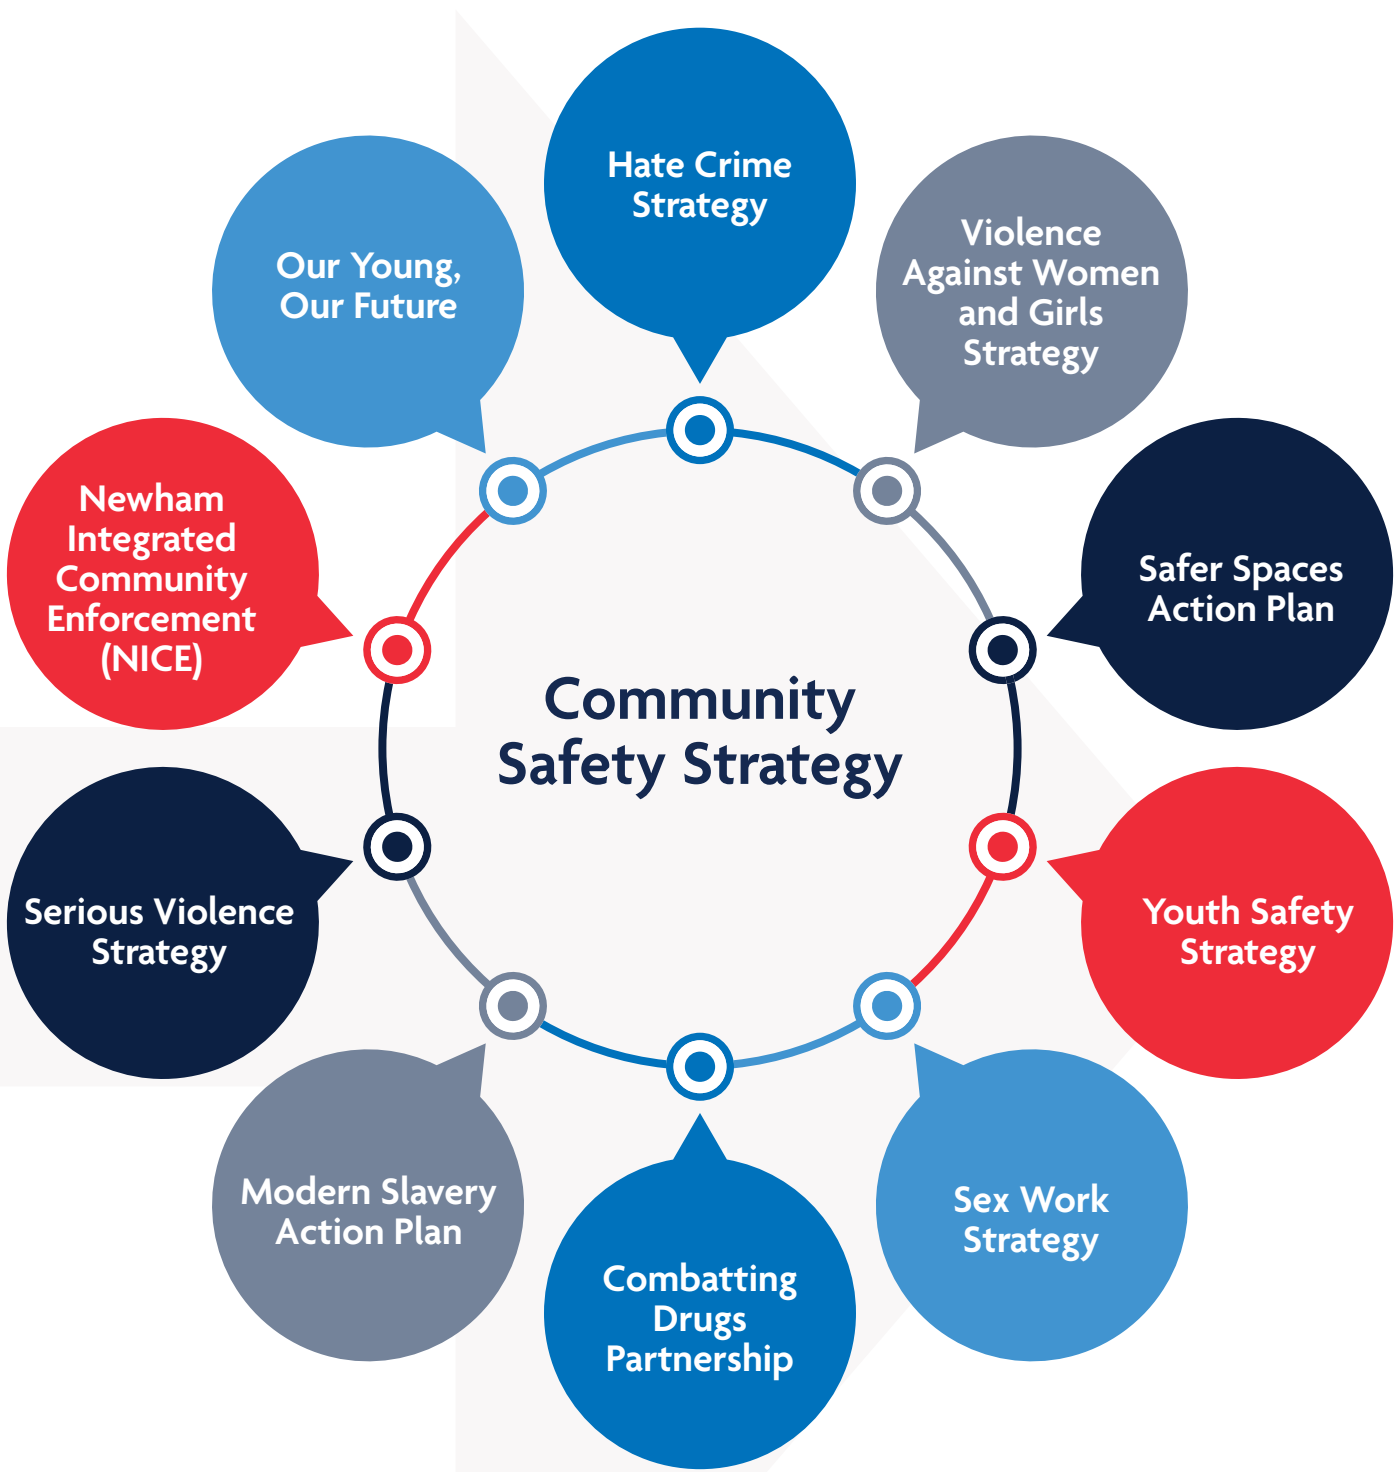 Hate Crime
Strategy
Violence
Against Women
and Girls
Strategy
Safer Spaces
Action Plan
Youth Safety
Strategy
Sex Work
Strategy
Combatting
Drugs
Partnership
Modern Slavery
Action Plan
Serious Violence
Strategy
Newham
Integrated
Community
Enforcement
(NICE)
Our Young,
Our Future
Community
Safety Strategy